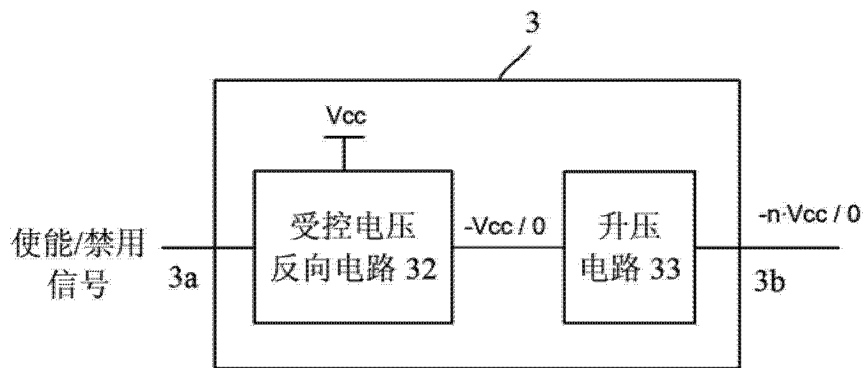 3
Vcc
使能/禁用
信号
3a
受控电压
反向电路 32
-Vcc / 0
升压
电路 33
-n·Vcc / 0
3b